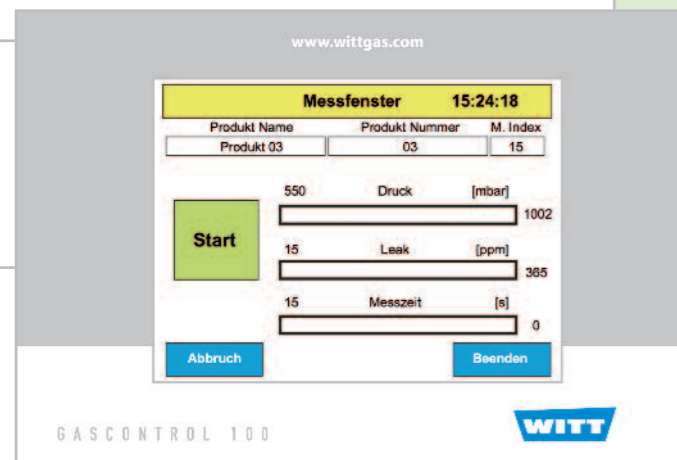 www.wittgas.com
Messfenster 15:24:18
Produkt Name Produkt Nummer M. Index
Produkt 03 03 15
550 Druck [mbar]
1002
Start
15 Leak [ppm]
365
15 Messzeit [s]
0
Abbruch Beenden
GASCONTROL 100
WITT